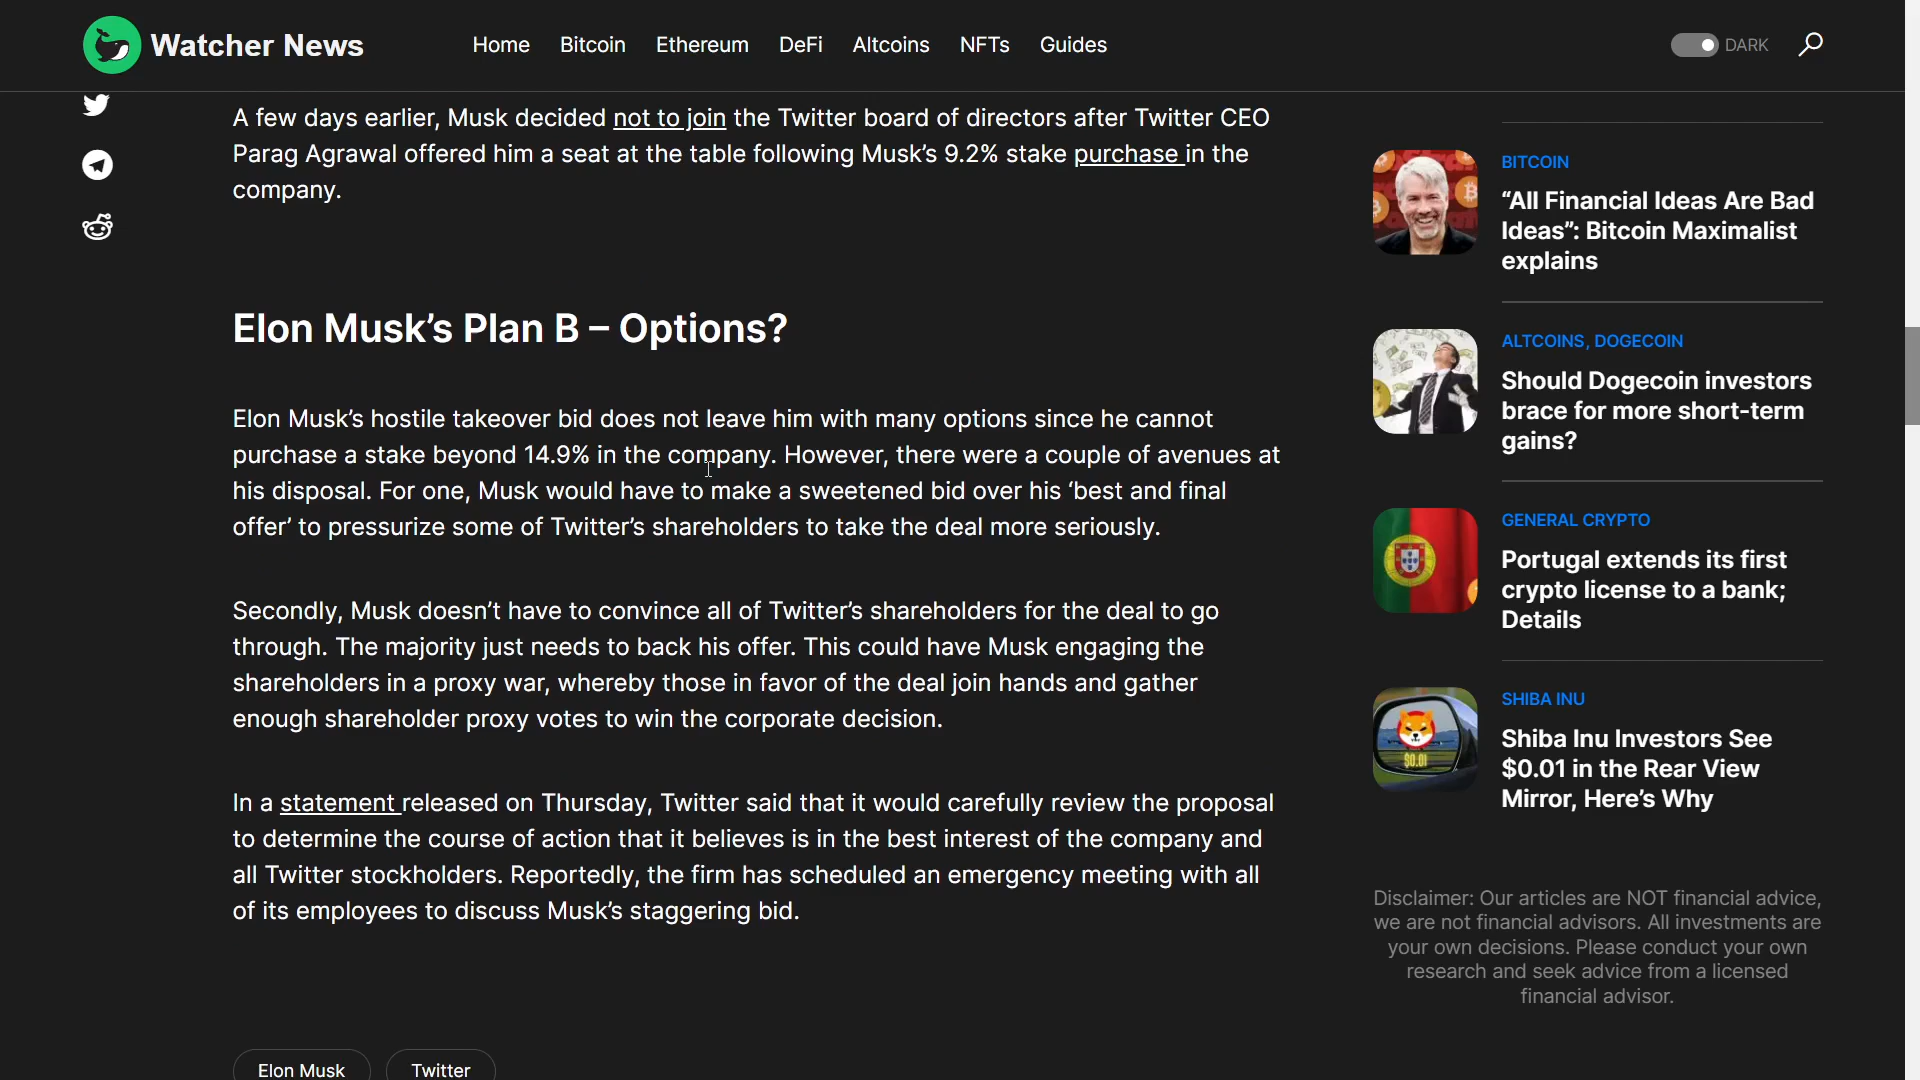 Watcher News
Home Bitcoin Ethereum DeFi Altcoins NFTs Guides
DARK
A few days earlier, Musk decided not to join the Twitter board of directors after Twitter CEO
Parag Agrawal offered him a seat at the table following Musk’s 9.2% stake purchase in the
company.
Elon Musk’s Plan B – Options?
Elon Musk’s hostile takeover bid does not leave him with many options since he cannot
purchase a stake beyond 14.9% in the company. However, there were a couple of avenues at
his disposal. For one, Musk would have to make a sweetened bid over his ‘best and final
offer’ to pressurize some of Twitter’s shareholders to take the deal more seriously.
Secondly, Musk doesn’t have to convince all of Twitter’s shareholders for the deal to go
through. The majority just needs to back his offer. This could have Musk engaging the
shareholders in a proxy war, whereby those in favor of the deal join hands and gather
enough shareholder proxy votes to win the corporate decision.
In a statement released on Thursday, Twitter said that it would carefully review the proposal
to determine the course of action that it believes is in the best interest of the company and
all Twitter stockholders. Reportedly, the firm has scheduled an emergency meeting with all
of its employees to discuss Musk’s staggering bid.
Elon Musk
Twitter
BITCOIN
“All Financial Ideas Are Bad
Ideas”: Bitcoin Maximalist
explains
ALTCOINS, DOGECOIN
Should Dogecoin investors
brace for more short-term
gains?
GENERAL CRYPTO
Portugal extends its first
crypto license to a bank;
Details
$0.01
SHIBA INU
Shiba Inu Investors See
$0.01 in the Rear View
Mirror, Here’s Why
Disclaimer: Our articles are NOT financial advice,
we are not financial advisors. All investments are
your own decisions. Please conduct your own
research and seek advice from a licensed
financial advisor.